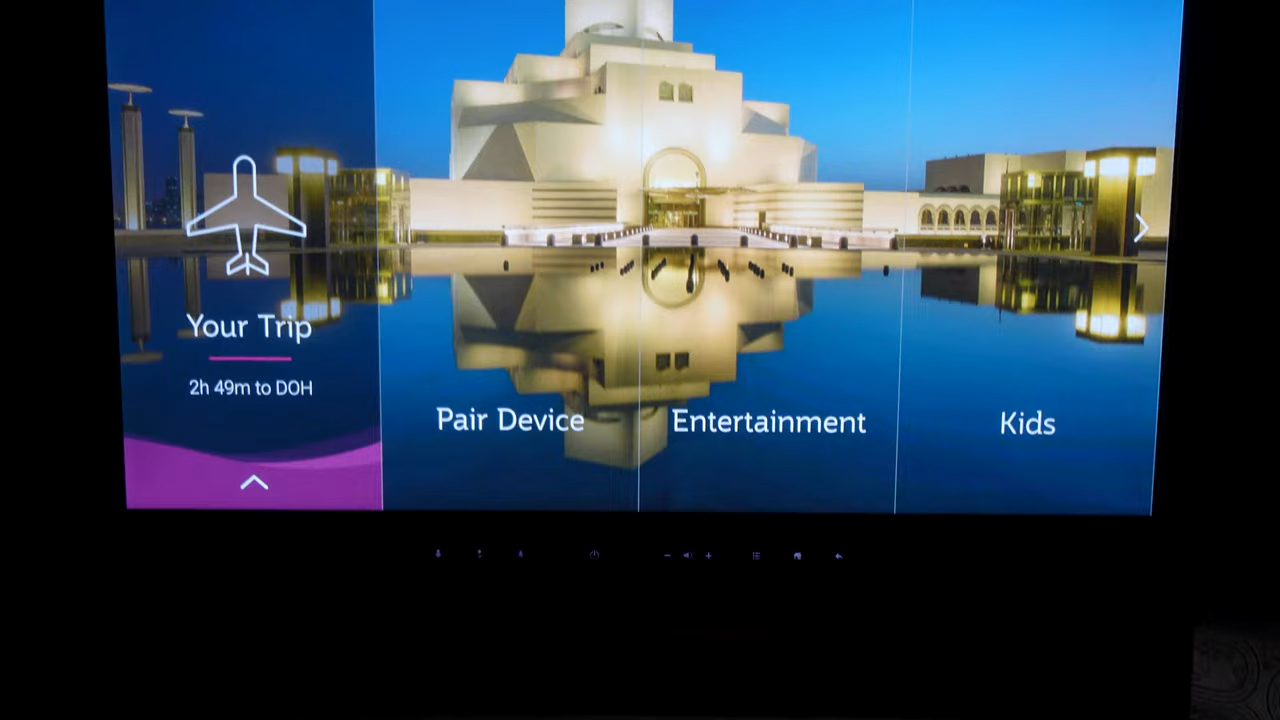 Your Trip
2h 49m to DOH
Pair Device
Entertainment
Kids